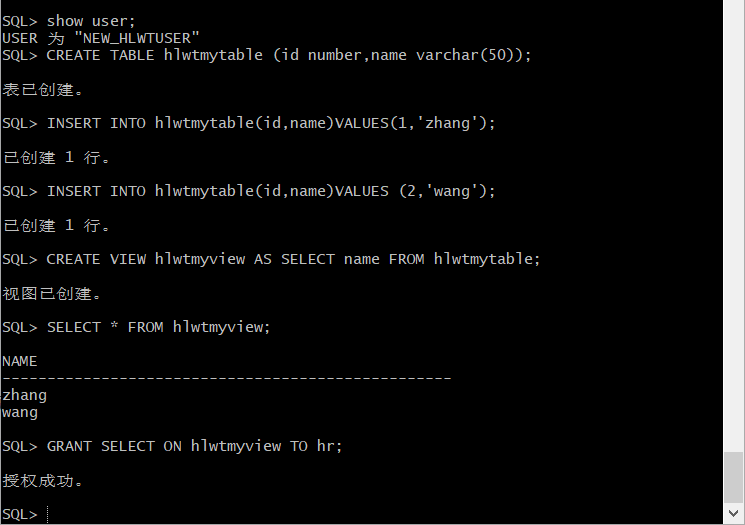 SQL> show user;
USER 为 "NEW_HLWTUSER"
SQL> CREATE TABLE hlwtmytable (id number,name varchar(50));
表已创建。
SQL> INSERT INTO hlwtmytable(id,name)VALUES(1,'zhang');
已创建 1 行。
SQL> INSERT INTO hlwtmytable(id,name)VALUES (2,'wang');
已创建 1 行。
SQL> CREATE VIEW hlwtmyview AS SELECT name FROM hlwtmytable;
视图已创建。
SQL> SELECT * FROM hlwtmyview;
NAME
--------------------------------------------------
zhang
wang
SQL> GRANT SELECT ON hlwtmyview TO hr;
授权成功。
SQL>